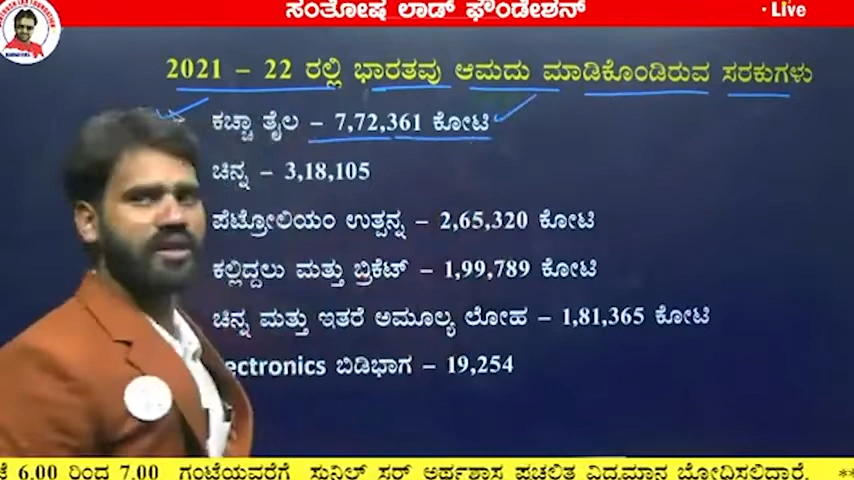 ಸಂತೋಷ ಲಾಡ್ ಫೌಂಡೇಶನ್
• Live
2021 – 22 ರಲ್ಲಿ ಭಾರತವು ಆಮದು ಮಾಡಿಕೊಂಡಿರುವ ಸರಕುಗಳು
ಕಚ್ಚಾ ತೈಲ – 7,72,361 ಕೋಟಿ
ಚಿನ್ನ – 3,18,105
ಪೆಟ್ರೋಲಿಯಂ ಉತ್ಪನ್ನ – 2,65,320 ಕೋಟಿ
ಕಲ್ಲಿದ್ದಲು ಮತ್ತು ಬ್ರಿಕೆಟ್ – 1,99,789 ಕೋಟಿ
ಚಿನ್ನ ಮತ್ತು ಇತರೆ ಅಮೂಲ್ಯ ಲೋಹ – 1,81,365 ಕೋಟಿ
ectronics ಬಿಡಿಭಾಗ – 19,254
6.00 ರಿಂದ 7.00 ಗಂಟೆಯವರೆಗೆ ಸುನಿಲ್ ಸರ್ ಅರ್ಥಶಾಸ್ತ್ರ ಪ್ರಚಲಿತ ವಿದ್ಯಮಾನ ಬೋಧಿಸಲಿದ್ದಾರೆ. **